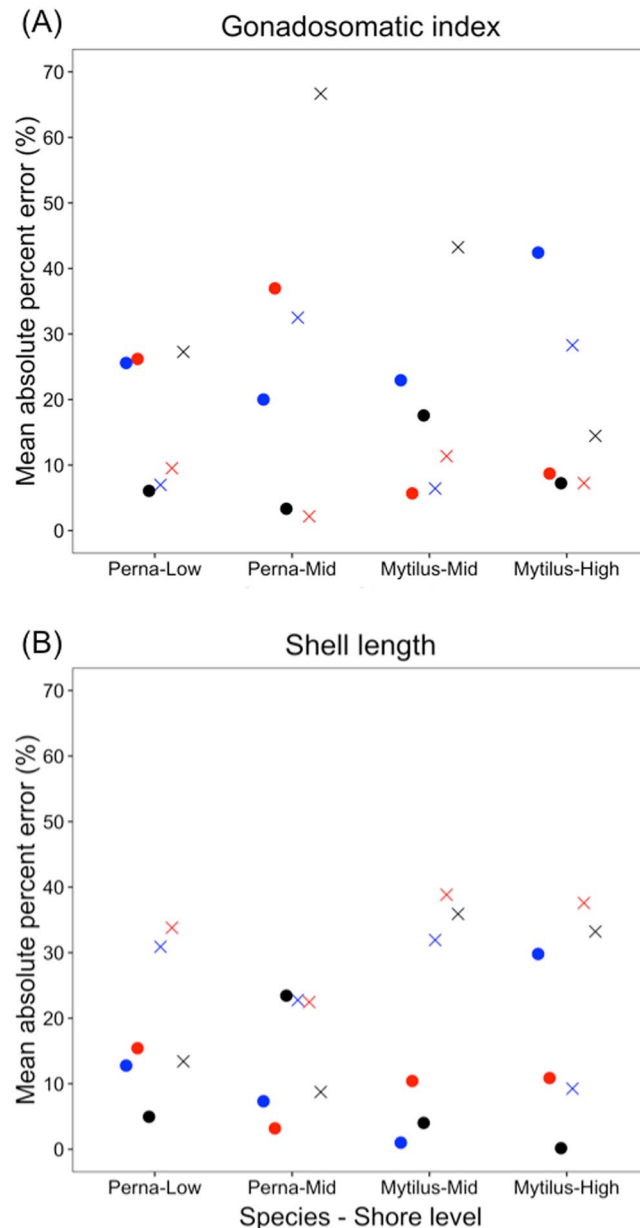 (A)
Gonadosomatic index
Mean absolute percent error (%)
70
60
50
40
30
20
10
0
Perna-Low Perna-Mid Mytilus-Mid Mytilus-High
(B)
Shell length
Mean absolute percent error (%)
70
60
50
40
30
20
10
0
Perna-Low Perna-Mid Mytilus-Mid Mytilus-High
Species - Shore level